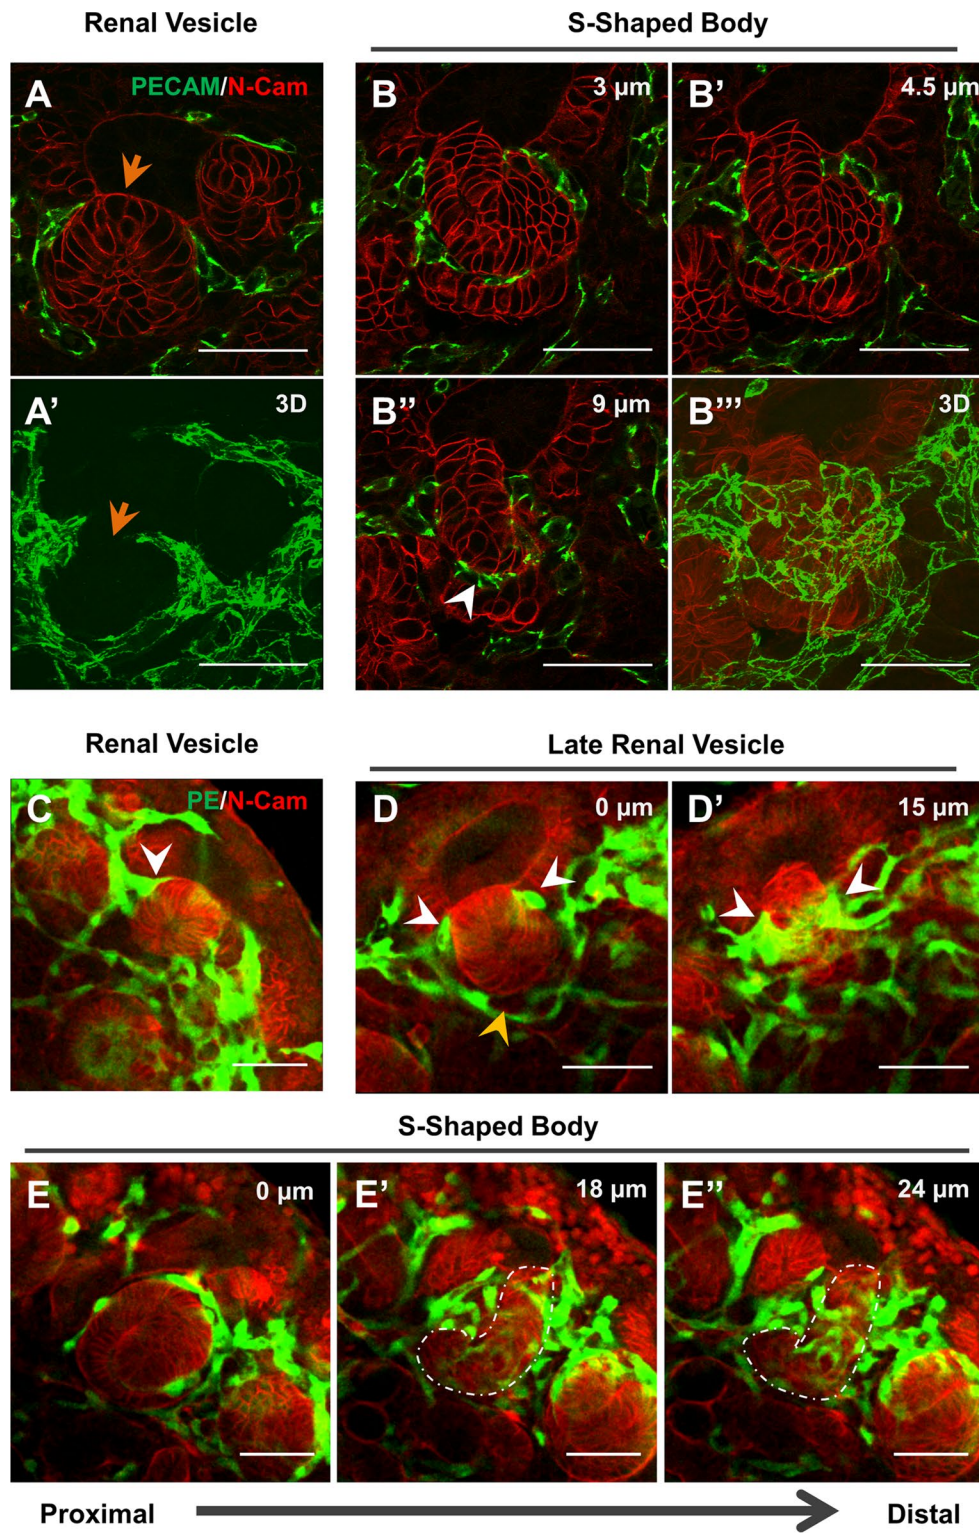 Renal Vesicle
S-Shaped Body
A
PECAM/N-Cam
B
3 µm
B’
4.5 µm
A’
3D
B’’
9 µm
B’’’
3D
Renal Vesicle
Late Renal Vesicle
C
PE/N-Cam
D
0 µm
D’
15 µm
S-Shaped Body
E
0 µm
E’
18 µm
E’’
24 µm
Proximal
Distal